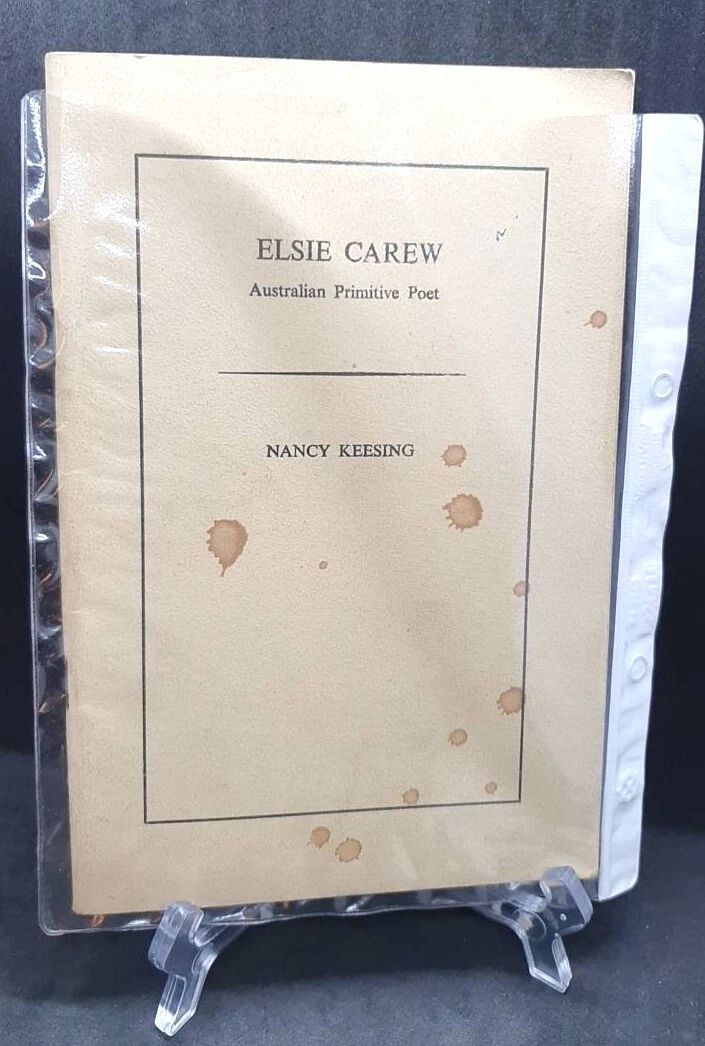 ELSIE CAREW
Australian Primitive Poet
NANCY KEESING